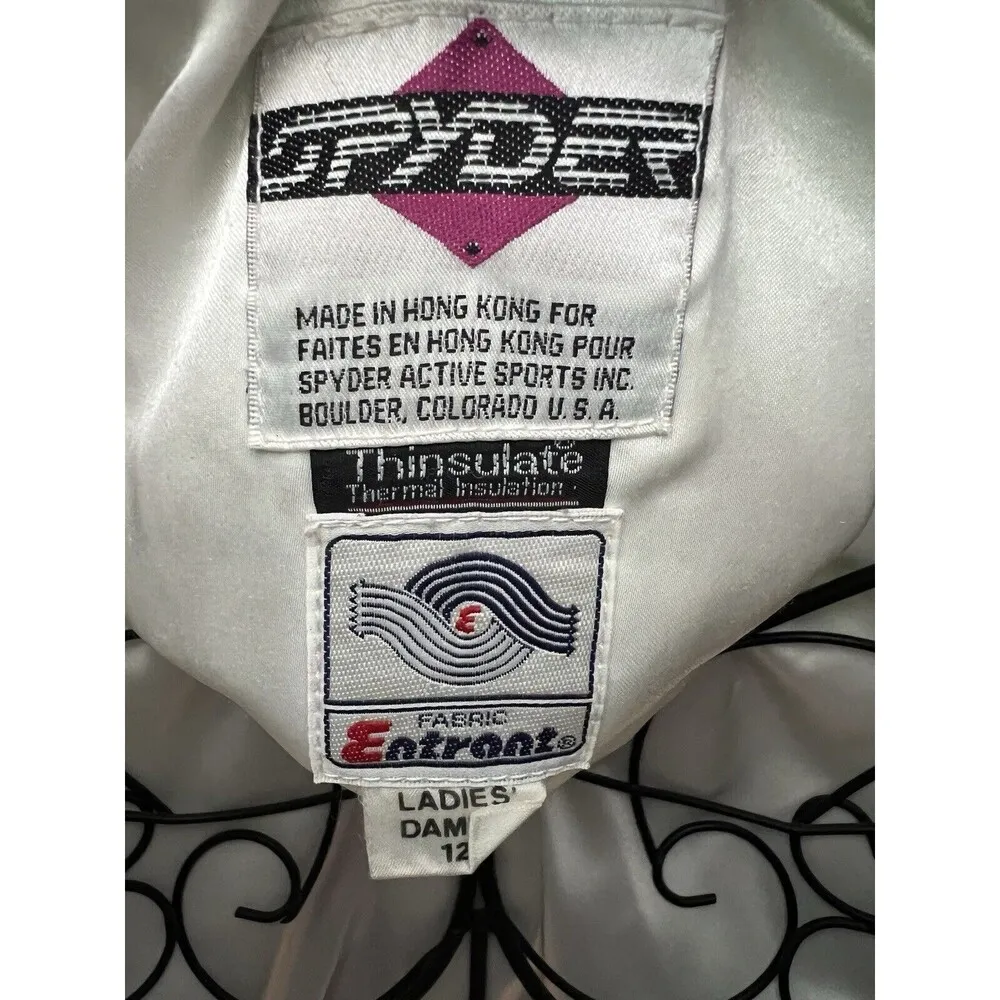 SPYDER
MADE IN HONG KONG FOR
FAITES EN HONG KONG POUR
SPYDER ACTIVE SPORTS INC.
BOULDER, COLORADO U.S.A.
Thinsulate®
Thermal Insulation
E
FABRIC
Entrant®
LADIES'
DAM
12